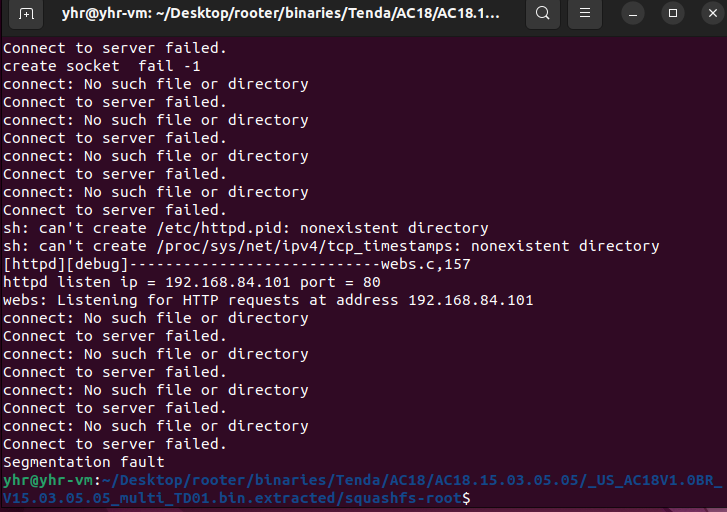 yhr@yhr-vm: ~/Desktop/rooter/binaries/Tenda/AC18/AC18.1...
Connect to server failed.
create socket  fail -1
connect: No such file or directory
Connect to server failed.
connect: No such file or directory
Connect to server failed.
connect: No such file or directory
Connect to server failed.
connect: No such file or directory
Connect to server failed.
sh: can't create /etc/httpd.pid: nonexistent directory
sh: can't create /proc/sys/net/ipv4/tcp_timestamps: nonexistent directory
[httpd][debug]----------------------------webs.c,157
httpd listen ip = 192.168.84.101 port = 80
webs: Listening for HTTP requests at address 192.168.84.101
connect: No such file or directory
Connect to server failed.
connect: No such file or directory
Connect to server failed.
connect: No such file or directory
Connect to server failed.
connect: No such file or directory
Connect to server failed.
Segmentation fault
yhr@yhr-vm:~/Desktop/rooter/binaries/Tenda/AC18/AC18.15.03.05.05/_US_AC18V1.0BR_
V15.03.05.05_multi_TD01.bin.extracted/squashfs-root$